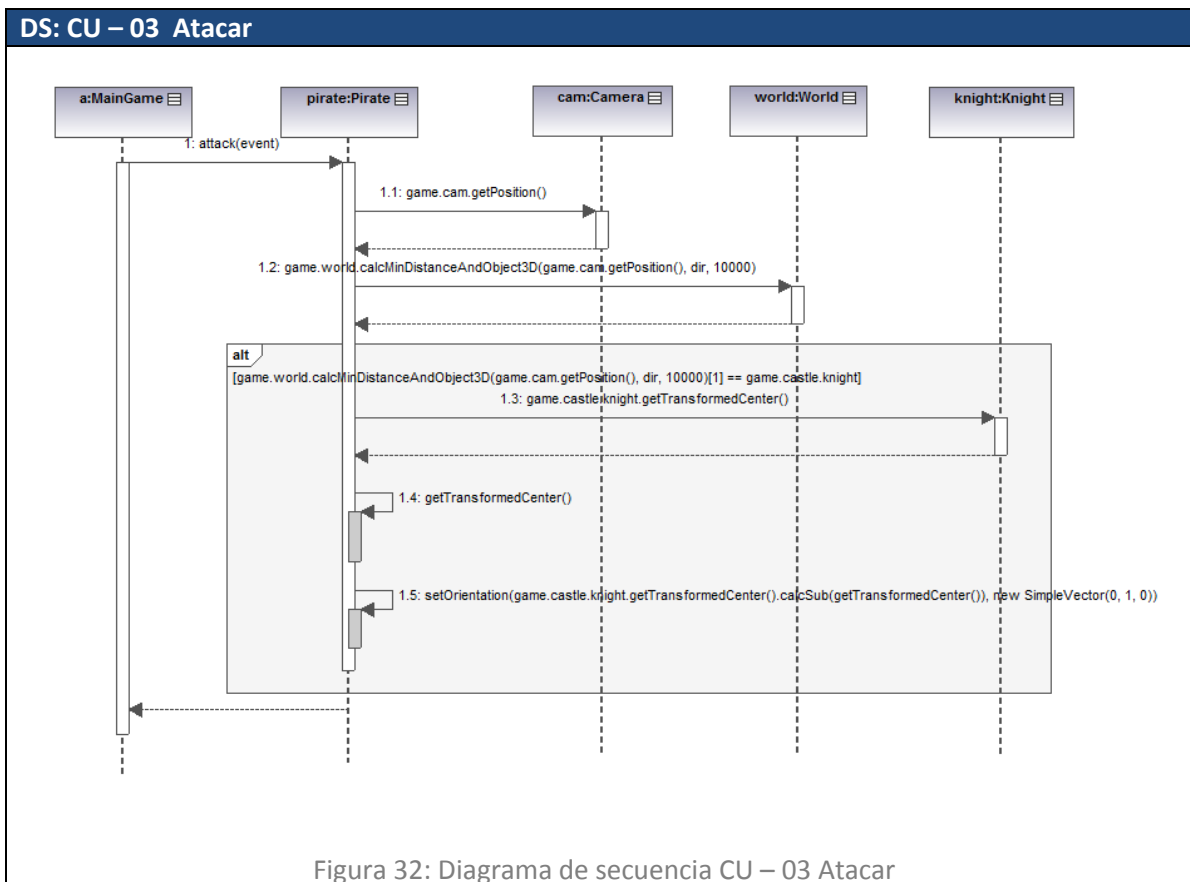 DS: CU – 03 Atacar
a:MainGame
pirate:Pirate
cam:Camera
world:World
knight:Knight
1: attack(event)
1.1: game.cam.getPosition()
1.2: game.world.calcMinDistanceAndObject3D(game.cam.getPosition(), dir, 10000)
alt
[game.world.calcMinDistanceAndObject3D(game.cam.getPosition(), dir, 10000)[1] == game.castle.knight]
1.3: game.castle.knight.getTransformedCenter()
1.4: getTransformedCenter()
1.5: setOrientation(game.castle.knight.getTransformedCenter().calcSub(getTransformedCenter()), new SimpleVector(0, 1, 0))
Figura 32: Diagrama de secuencia CU – 03 Atacar